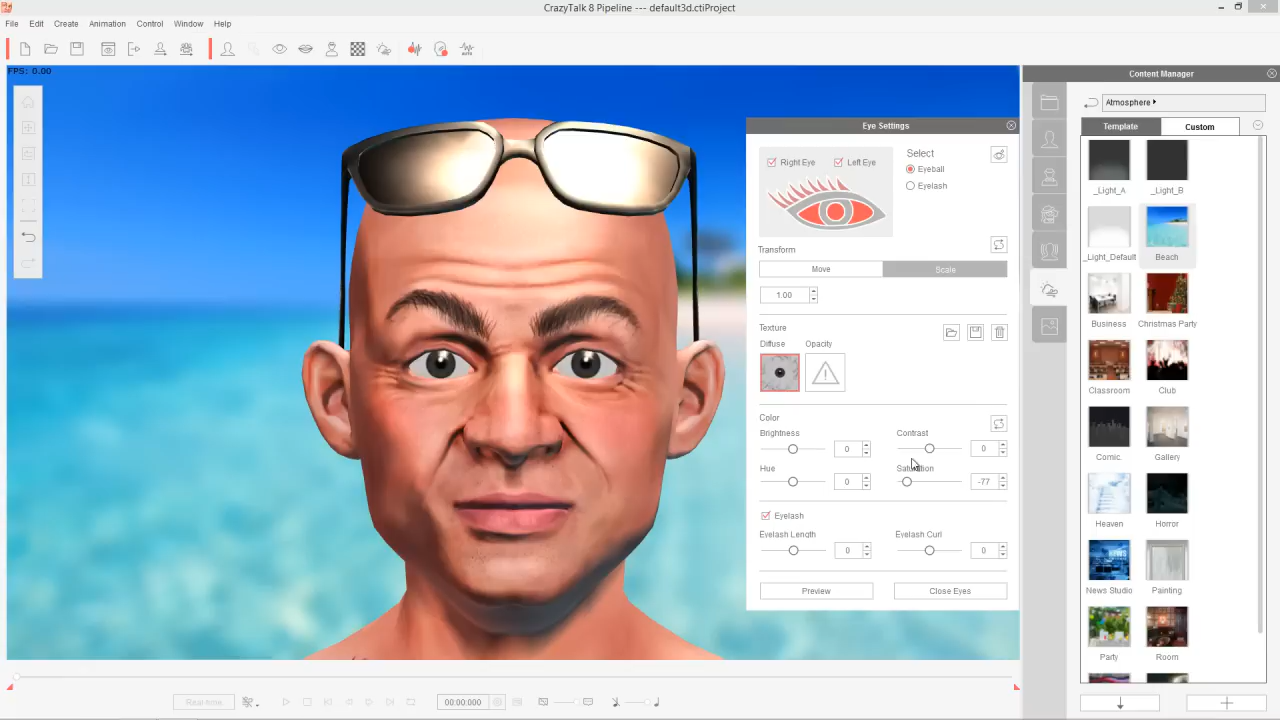 CrazyTalk 8 Pipeline --- default3d.ctiProject
File Edit Create Animation Control Window Help
FPS: 0.00
Content Manager
Atmosphere
Template Custom
_Light_A _Light_B
_Light_Default Beach
Business Christmas Party
Classroom Club
Comic. Gallery
Heaven Horror
News Studio Painting
Party Room
Eye Settings
Right Eye Left Eye
Select
Eyeball
Eyelash
Transform
Move Scale
1.00
Texture
Diffuse Opacity
Color
Brightness Contrast
0 0
Hue Saturation
0 -77
Eyelash
Eyelash Length Eyelash Curl
0 0
Preview Close Eyes
Real-time
00:00:000